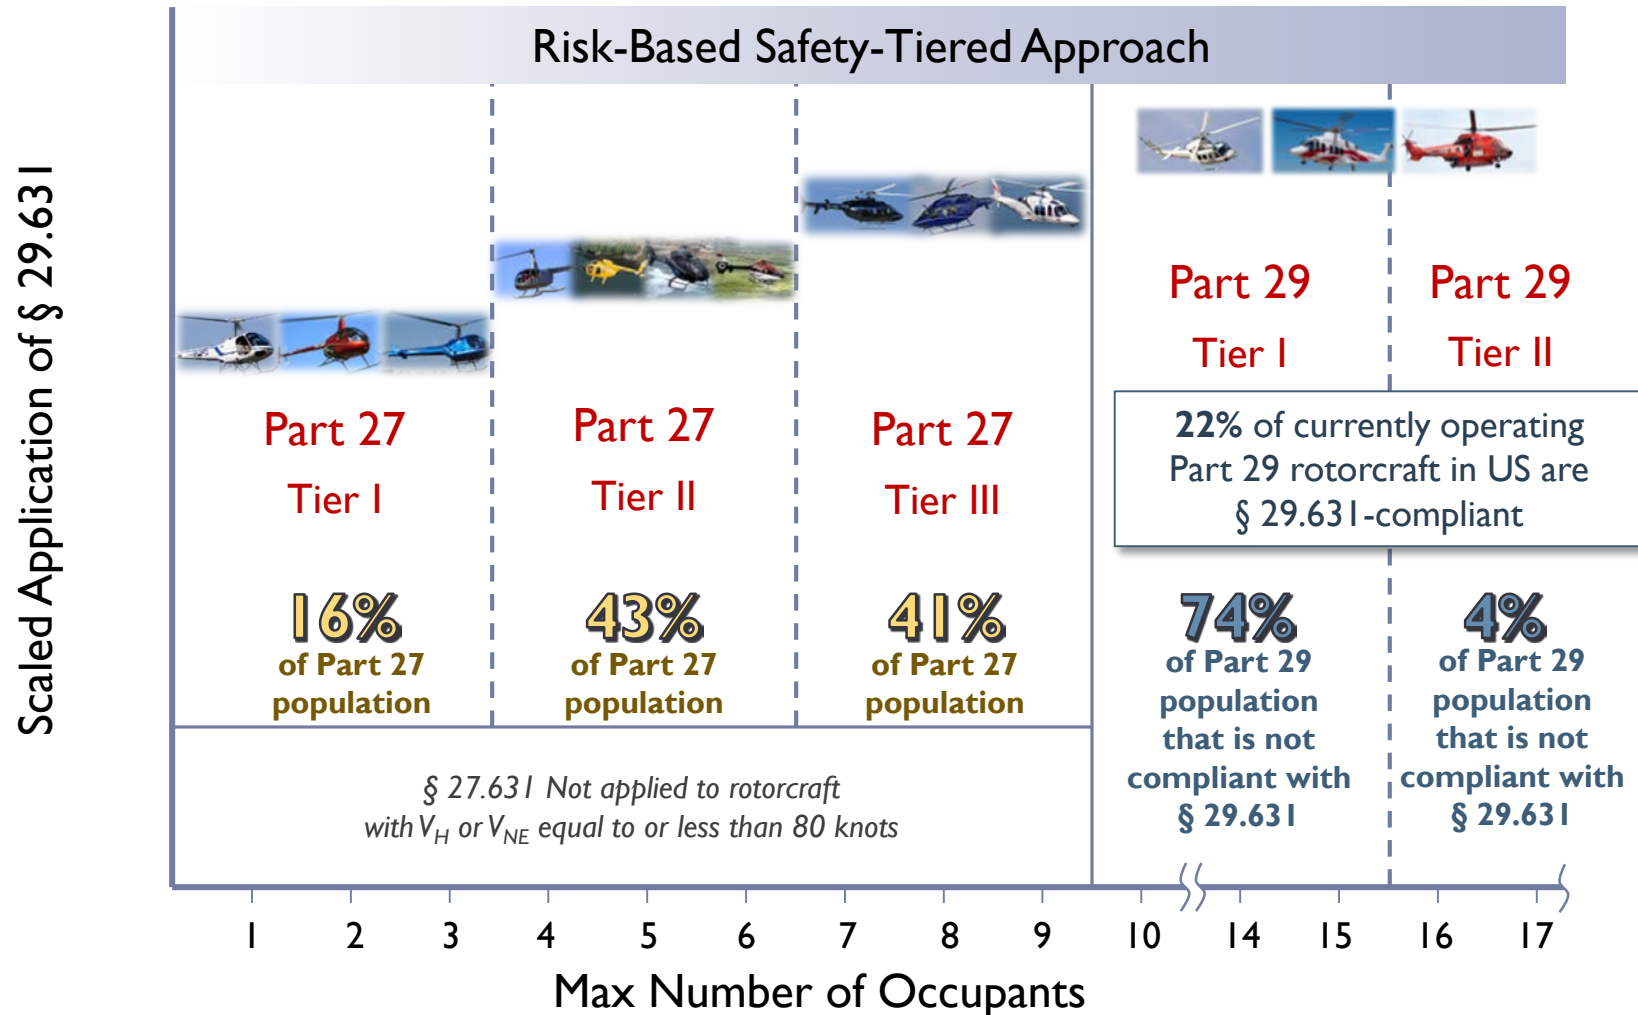 Risk-Based Safety-Tiered Approach
Scaled Application of § 29.631
Part 27
Tier I
16%
of Part 27
population
Part 27
Tier II
43%
of Part 27
population
Part 27
Tier III
41%
of Part 27
population
Part 29
Tier I
Part 29
Tier II
22% of currently operating
Part 29 rotorcraft in US are
§ 29.631-compliant
74%
of Part 29
population
that is not
compliant with
§ 29.631
4%
of Part 29
population
that is not
compliant with
§ 29.631
§ 27.631 Not applied to rotorcraft
with VH or VNE equal to or less than 80 knots
1 2 3 4 5 6 7 8 9 10 14 15 16 17
Max Number of Occupants